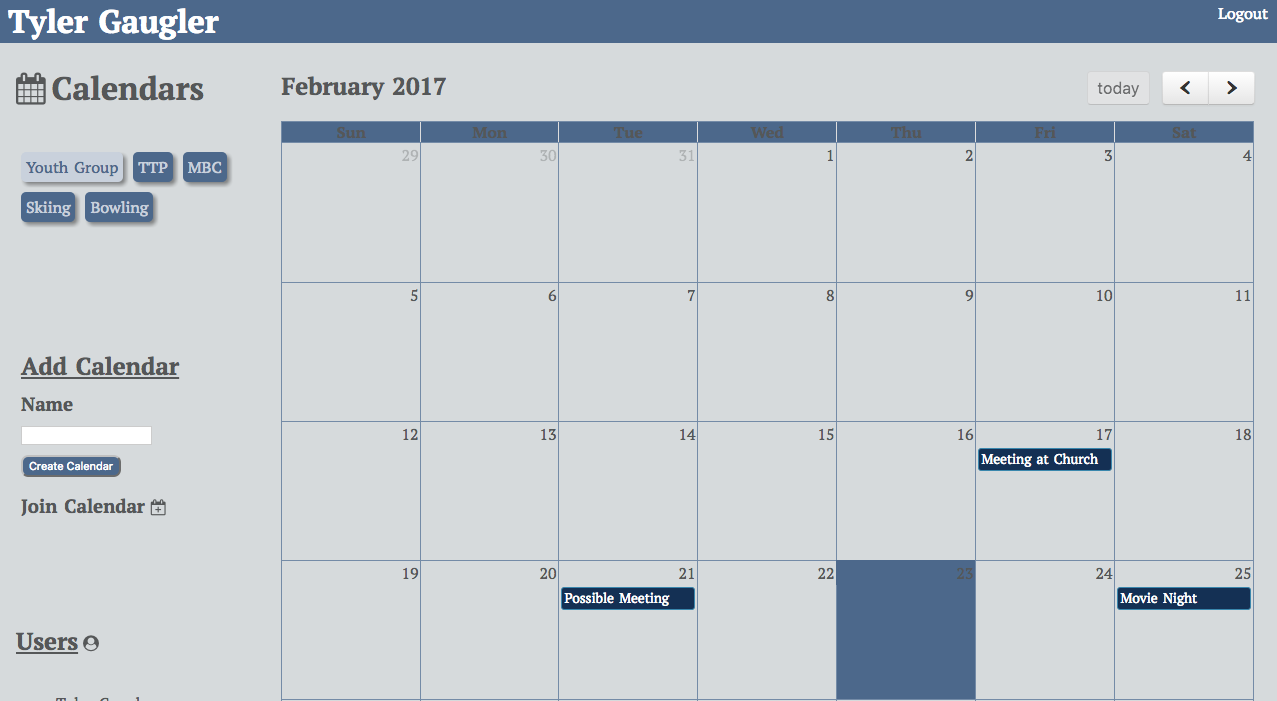 Tyler Gaugler
Logout
Calendars
Youth Group TTP MBC
Skiing Bowling
Add Calendar
Name
Create Calendar
Join Calendar
Users
February 2017
today
Sun Mon Tue Wed Thu Fri Sat
29 30 31 1 2 3 4
5 6 7 8 9 10 11
12 13 14 15 16 17 18
Meeting at Church
19 20 21 22 23 24 25
Possible Meeting Movie Night